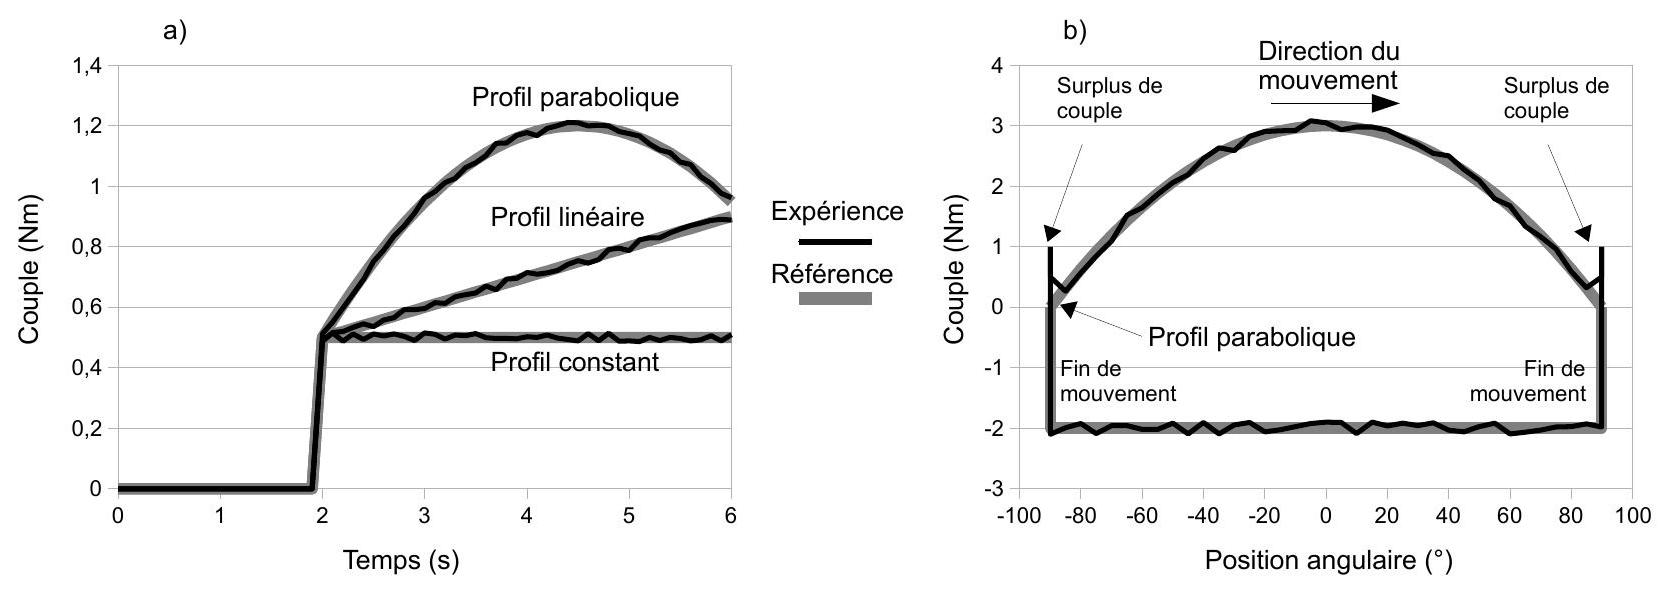 a)
1,4
1,2
1
0,8
0,6
0,4
0,2
0
0 1 2 3 4 5 6
Couple (Nm)
Temps (s)
Profil parabolique
Profil linéaire
Profil constant
Expérience
Référence
b)
Direction du
mouvement
Surplus de
couple
Surplus de
couple
4
3
2
1
0
-1
-2
-3
Couple (Nm)
Profil parabolique
Fin de
mouvement
Fin de
mouvement
-100 -80 -60 -40 -20 0 20 40 60 80 100
Position angulaire (°)